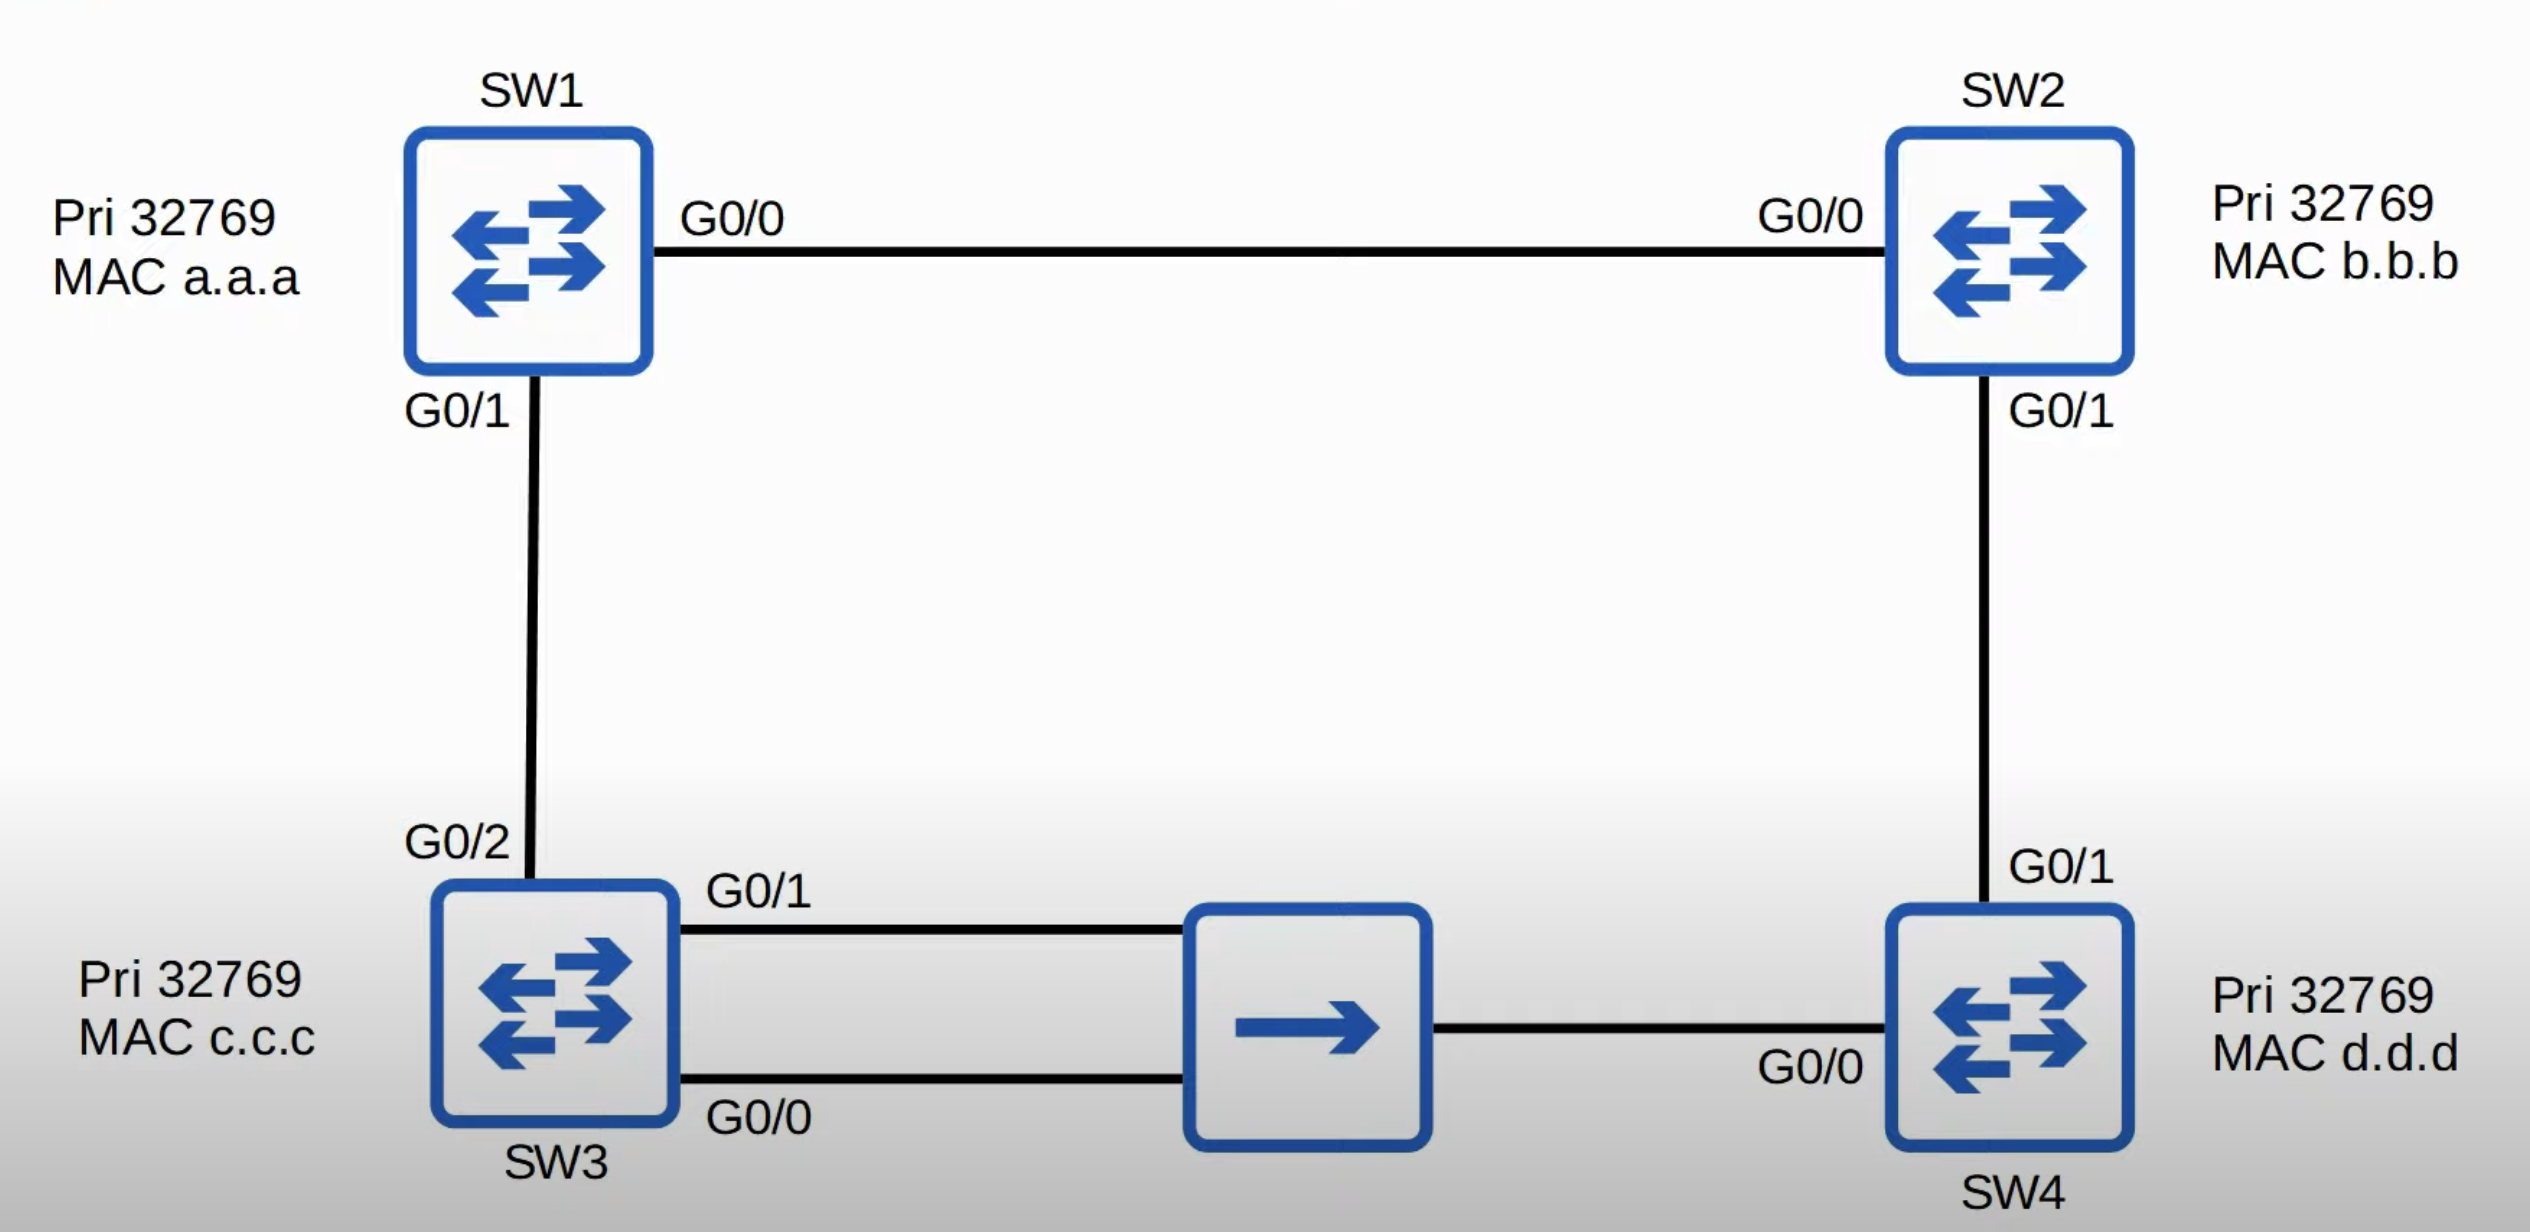 SW1
SW2
Pri 32769
MAC a.a.a
G0/0
G0/0
Pri 32769
MAC b.b.b
G0/1
G0/1
G0/2
G0/1
G0/1
Pri 32769
MAC c.c.c
G0/0
Pri 32769
MAC d.d.d
G0/0
SW3
SW4